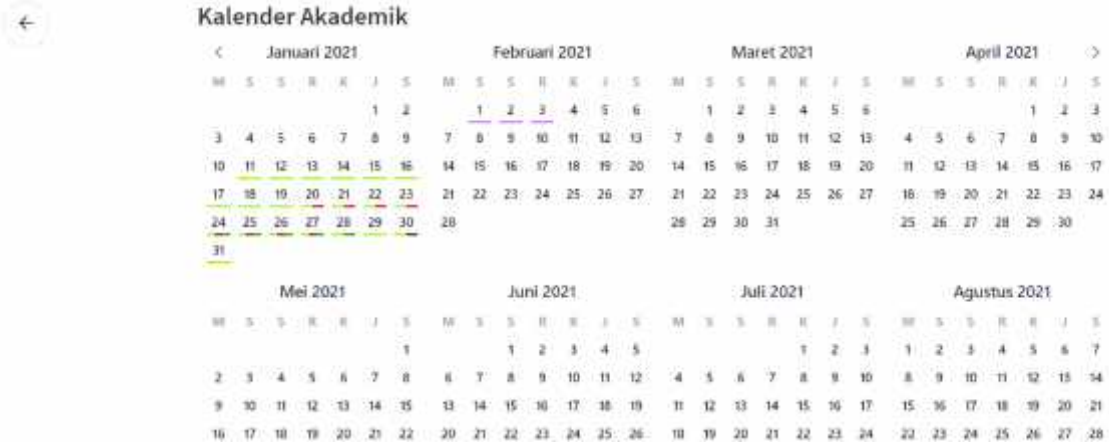 Kalender Akademik
Januari 2021 Februari 2021 Maret 2021 April 2021
M S S R K J S M S S R K J S M S S R K J S M S S R K J S
1 2 1 2 3 4 5 6 1 2 3 4 5 6 1 2 3
3 4 5 6 7 8 9 7 8 9 10 11 12 13 7 8 9 10 11 12 13 4 5 6 7 8 9 10
10 11 12 13 14 15 16 14 15 16 17 18 19 20 14 15 16 17 18 19 20 11 12 13 14 15 16 17
17 18 19 20 21 22 23 21 22 23 24 25 26 27 21 22 23 24 25 26 27 18 19 20 21 22 23 24
24 25 26 27 28 29 30 28 28 29 30 31 25 26 27 28 29 30
31
Mei 2021 Juni 2021 Juli 2021 Agustus 2021
M S S R K J S M S S R K J S M S S R K J S M S S R K J S
1 1 2 3 4 5 1 2 3 1 2 3 4 5 6 7
2 3 4 5 6 7 8 6 7 8 9 10 11 12 4 5 6 7 8 9 10 8 9 10 11 12 13 14
9 10 11 12 13 14 15 13 14 15 16 17 18 19 11 12 13 14 15 16 17 15 16 17 18 19 20 21
16 17 18 19 20 21 22 20 21 22 23 24 25 26 18 19 20 21 22 23 24 22 23 24 25 26 27 28